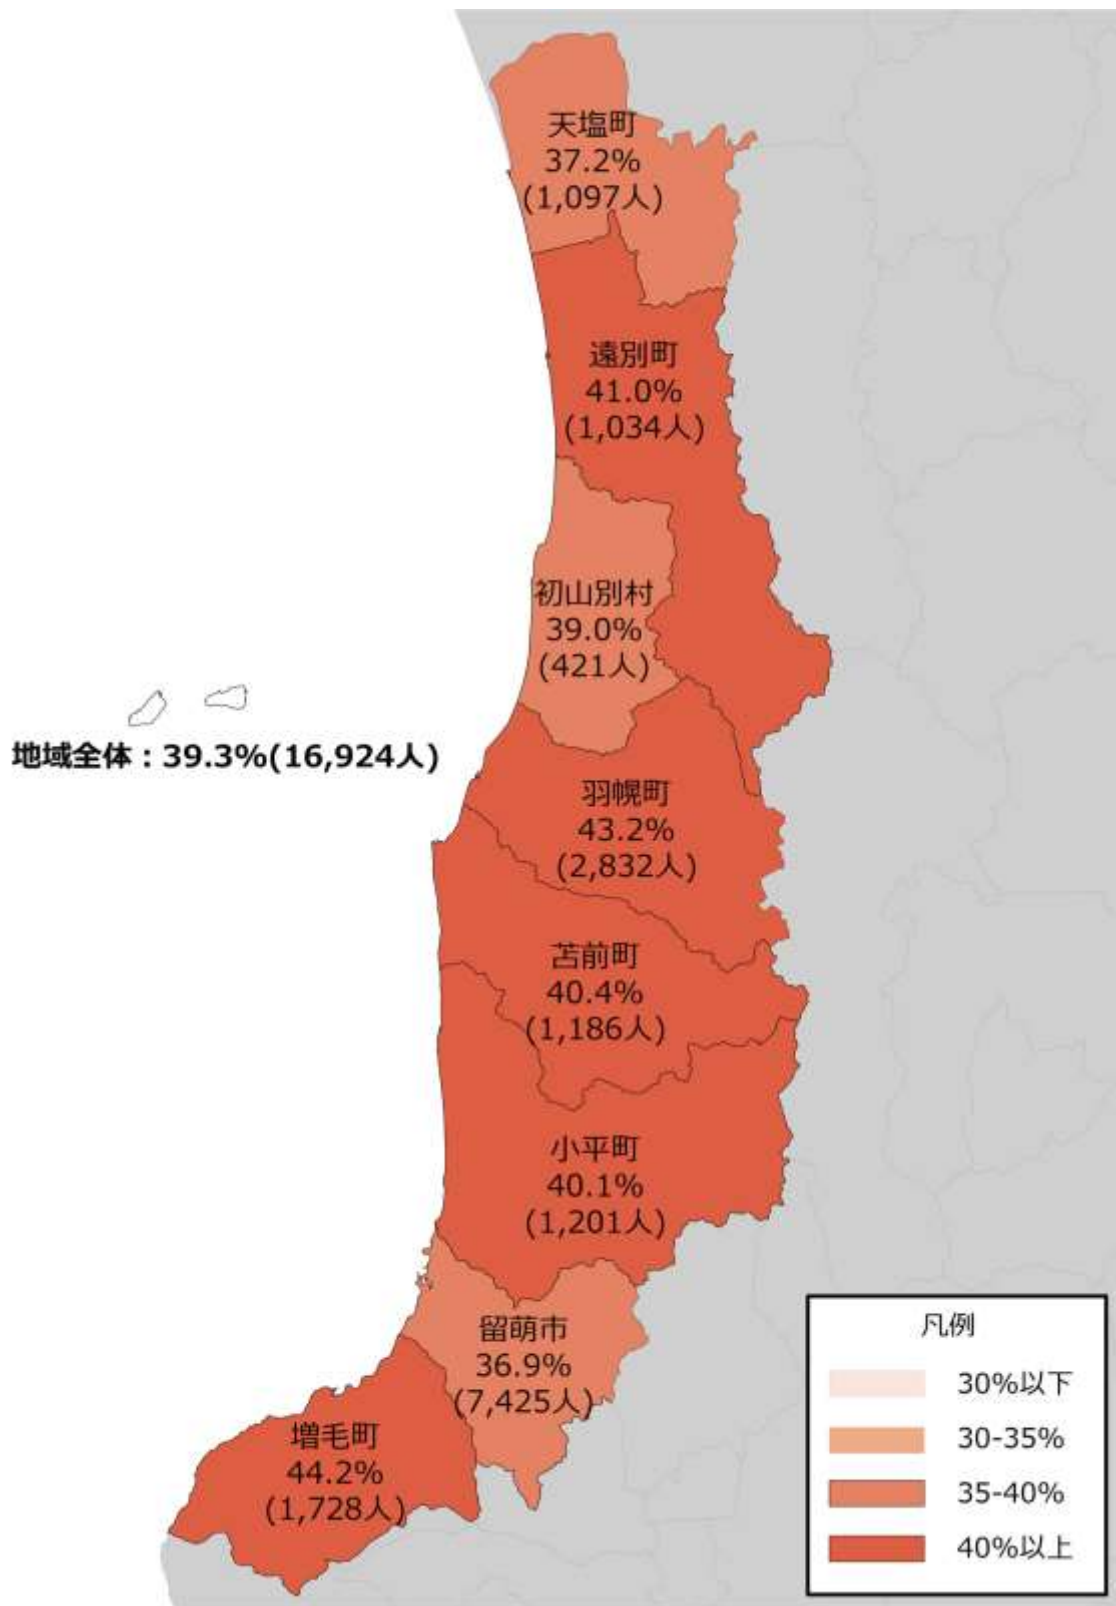 天塩町
37.2%
(1,097人)
遠別町
41.0%
(1,034人)
初山別村
39.0%
(421人)
地域全体：39.3%(16,924人)
羽幌町
43.2%
(2,832人)
苫前町
40.4%
(1,186人)
小平町
40.1%
(1,201人)
留萌市
36.9%
(7,425人)
増毛町
44.2%
(1,728人)
凡例
30%以下
30-35%
35-40%
40%以上